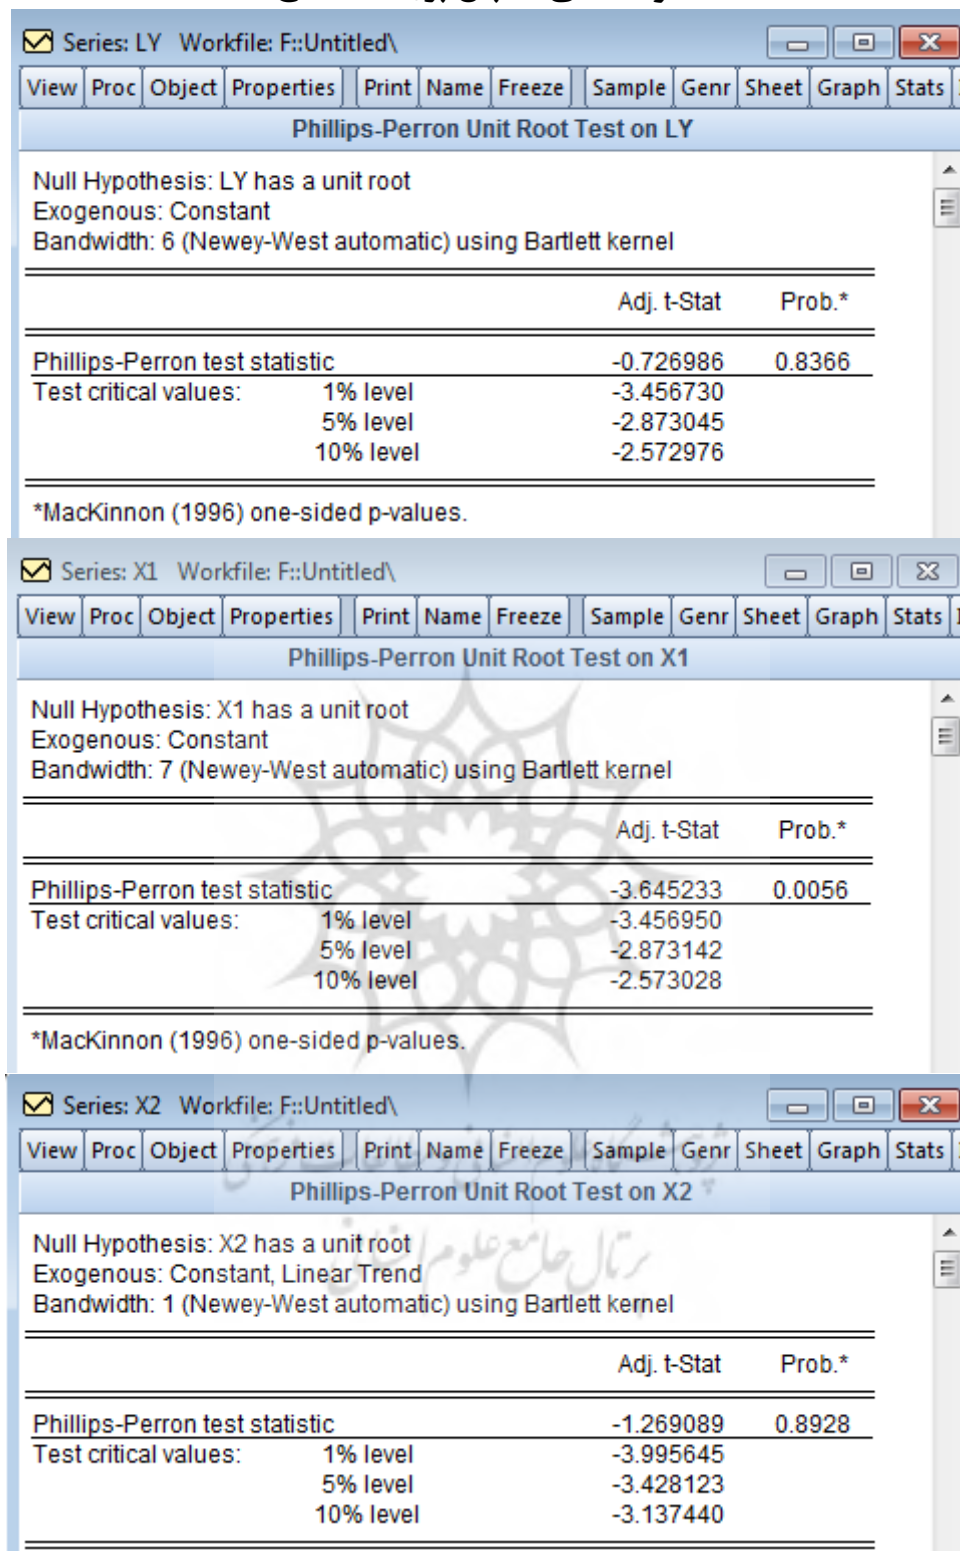 Series: LY Workfile: F::Untitled\
View Proc Object Properties Print Name Freeze Sample Genr Sheet Graph Stats
Phillips-Perron Unit Root Test on LY
Null Hypothesis: LY has a unit root
Exogenous: Constant
Bandwidth: 6 (Newey-West automatic) using Bartlett kernel
Adj. t-Stat Prob.*
Phillips-Perron test statistic -0.726986 0.8366
Test critical values: 1% level -3.456730
5% level -2.873045
10% level -2.572976
*MacKinnon (1996) one-sided p-values.
Series: X1 Workfile: F::Untitled\
View Proc Object Properties Print Name Freeze Sample Genr Sheet Graph Stats
Phillips-Perron Unit Root Test on X1
Null Hypothesis: X1 has a unit root
Exogenous: Constant
Bandwidth: 7 (Newey-West automatic) using Bartlett kernel
Adj. t-Stat Prob.*
Phillips-Perron test statistic -3.645233 0.0056
Test critical values: 1% level -3.456950
5% level -2.873142
10% level -2.573028
*MacKinnon (1996) one-sided p-values.
Series: X2 Workfile: F::Untitled\
View Proc Object Properties Print Name Freeze Sample Genr Sheet Graph Stats
پژوهشگاه علوم انسانی و مطالعات فرهنگی
Phillips-Perron Unit Root Test on X2
پرتال جامع علوم انسانی
Null Hypothesis: X2 has a unit root
Exogenous: Constant, Linear Trend
Bandwidth: 1 (Newey-West automatic) using Bartlett kernel
Adj. t-Stat Prob.*
Phillips-Perron test statistic -1.269089 0.8928
Test critical values: 1% level -3.995645
5% level -3.428123
10% level -3.137440